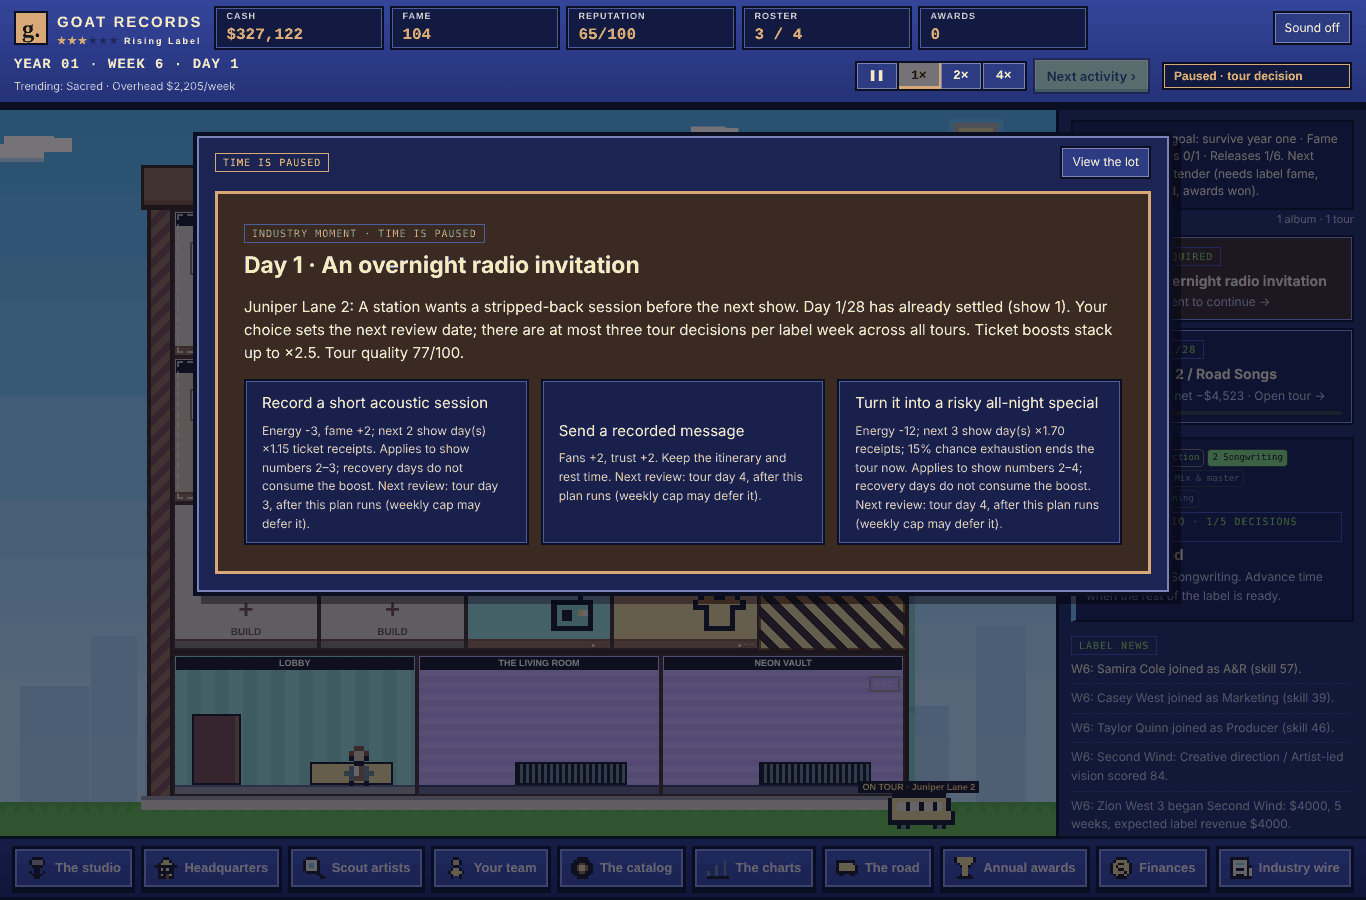 g.
GOAT RECORDS
★★★★★★ Rising Label
CASH
$327,122
FAME
104
REPUTATION
65/100
ROSTER
3 / 4
AWARDS
0
Sound off
YEAR 01 · WEEK 6 · DAY 1
Trending: Sacred · Overhead $2,205/week
1×
2×
4×
Next activity ›
Paused · tour decision
TIME IS PAUSED
View the lot
INDUSTRY MOMENT · TIME IS PAUSED
Day 1 · An overnight radio invitation
Juniper Lane 2: A station wants a stripped-back session before the next show. Day 1/28 has already settled (show 1). Your
choice sets the next review date; there are at most three tour decisions per label week across all tours. Ticket boosts stack
up to ×2.5. Tour quality 77/100.
Record a short acoustic session
Energy -3, fame +2; next 2 show day(s)
×1.15 ticket receipts. Applies to show
numbers 2–3; recovery days do not
consume the boost. Next review: tour day
3, after this plan runs (weekly cap may
defer it).
Send a recorded message
Fans +2, trust +2. Keep the itinerary and
rest time. Next review: tour day 4, after this
plan runs (weekly cap may defer it).
Turn it into a risky all-night special
Energy -12; next 3 show day(s) ×1.70
receipts; 15% chance exhaustion ends the
tour now. Applies to show numbers 2–4;
recovery days do not consume the boost.
Next review: tour day 4, after this plan runs
(weekly cap may defer it).
goal: survive year one · Fame
0/1 · Releases 1/6. Next
(needs label fame,
awards won).
1 album · 1 tour
radio invitation
to continue →
/28
2 / Road Songs
net −$4,523 · Open tour →
2 Songwriting
Mix & master
· 1/5 DECISIONS
Songwriting. Advance time
when the rest of the label is ready.
+
BUILD
+
BUILD
LOBBY
THE LIVING ROOM
NEON VAULT
ON TOUR · Juniper Lane 2
LABEL NEWS
W6: Samira Cole joined as A&R (skill 57).
W6: Casey West joined as Marketing (skill 39).
W6: Taylor Quinn joined as Producer (skill 46).
W6: Second Wind: Creative direction / Artist-led
vision scored 84.
W6: Zion West 3 began Second Wind: $4000, 5
weeks, expected label revenue $4000.
The studio
Headquarters
Scout artists
Your team
The catalog
The charts
The road
Annual awards
Finances
Industry wire